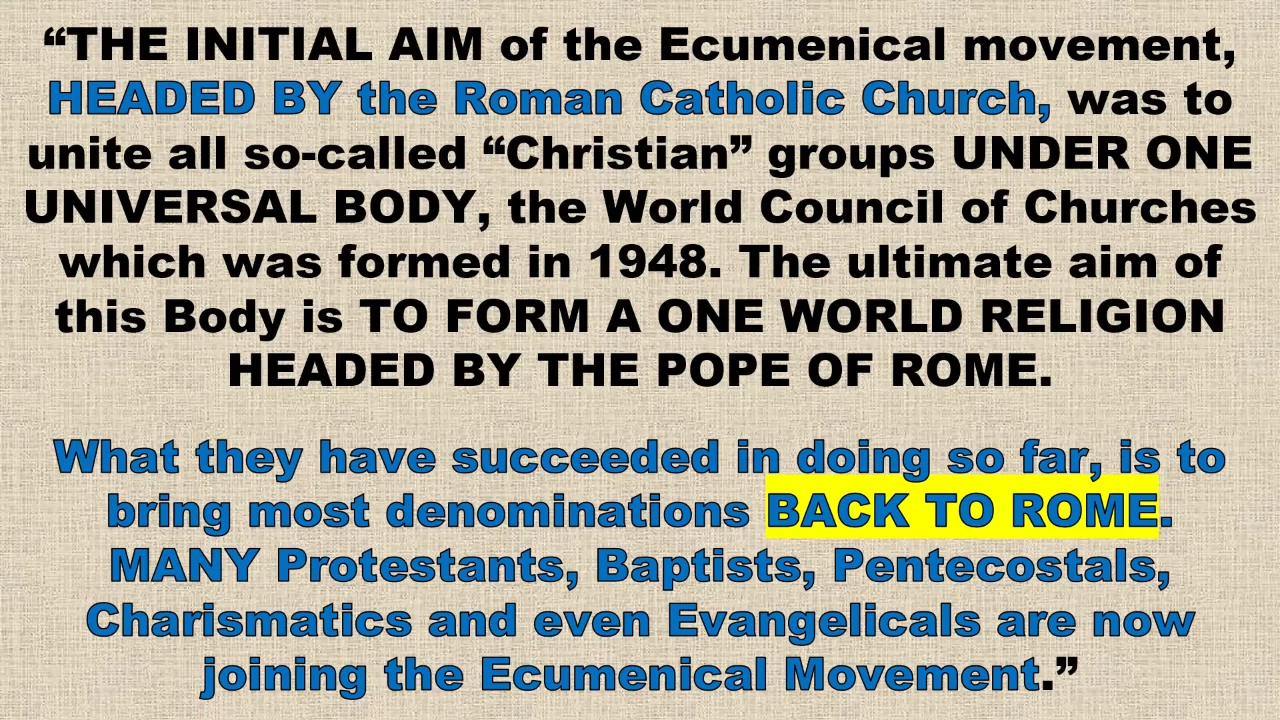 “THE INITIAL AIM of the Ecumenical movement,
HEADED BY the Roman Catholic Church, was to
unite all so-called “Christian” groups UNDER ONE
UNIVERSAL BODY, the World Council of Churches
which was formed in 1948. The ultimate aim of
this Body is TO FORM A ONE WORLD RELIGION
HEADED BY THE POPE OF ROME.
What they have succeeded in doing so far, is to
bring most denominations BACK TO ROME.
MANY Protestants, Baptists, Pentecostals,
Charismatics and even Evangelicals are now
joining the Ecumenical Movement.”